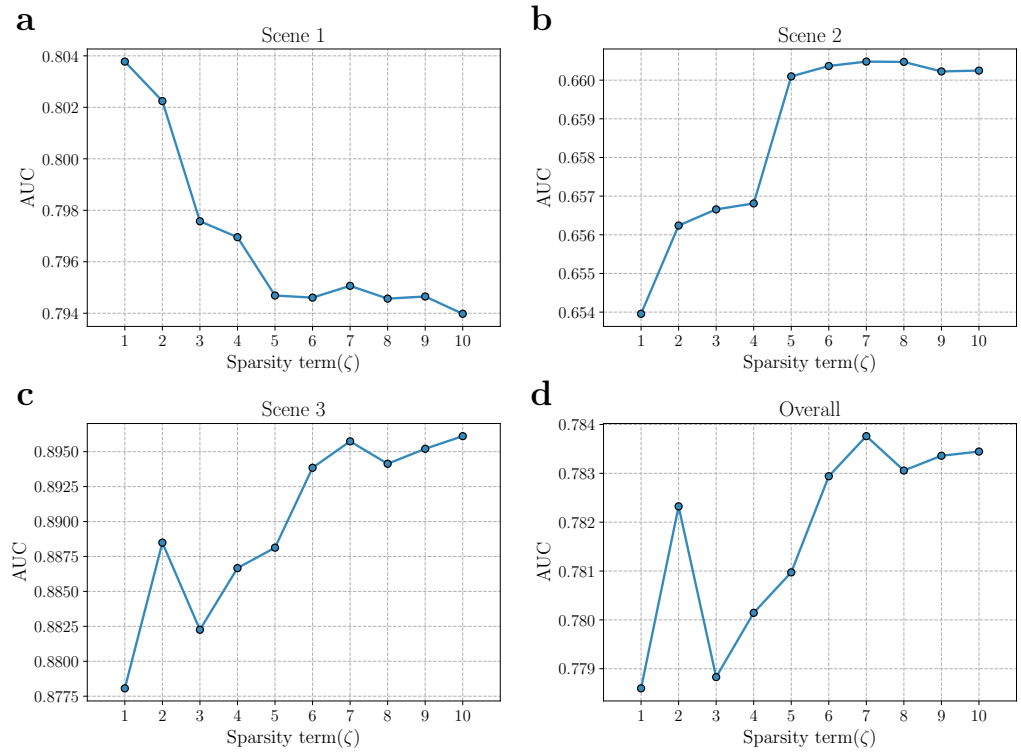 a
Scene 1
0.804
0.802
0.800
0.798
0.796
0.794
AUC
1 2 3 4 5 6 7 8 9 10
Sparsity term(ζ)
b
Scene 2
0.660
0.659
0.658
0.657
0.656
0.655
0.654
AUC
1 2 3 4 5 6 7 8 9 10
Sparsity term(ζ)
c
Scene 3
0.8950
0.8925
0.8900
0.8875
0.8850
0.8825
0.8800
0.8775
AUC
1 2 3 4 5 6 7 8 9 10
Sparsity term(ζ)
d
Overall
0.784
0.783
0.782
0.781
0.780
0.779
AUC
1 2 3 4 5 6 7 8 9 10
Sparsity term(ζ)